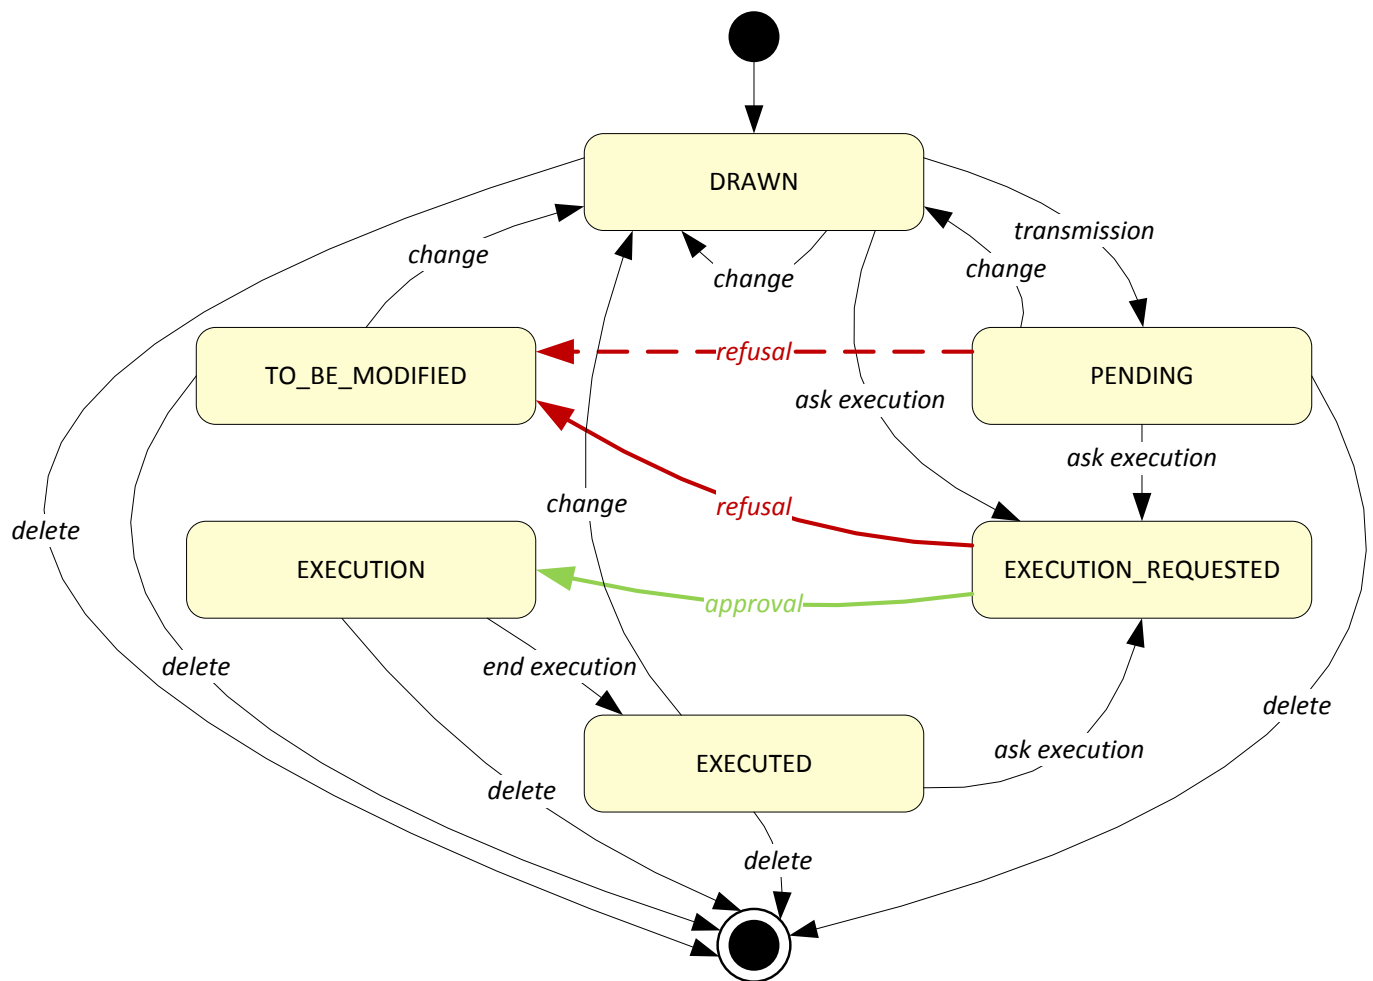 DRAWN
transmission
change
change
change
refusal
TO_BE_MODIFIED
PENDING
ask execution
ask execution
change
refusal
delete
EXECUTION
EXECUTION_REQUESTED
approval
delete
end execution
delete
ask execution
EXECUTED
delete
delete